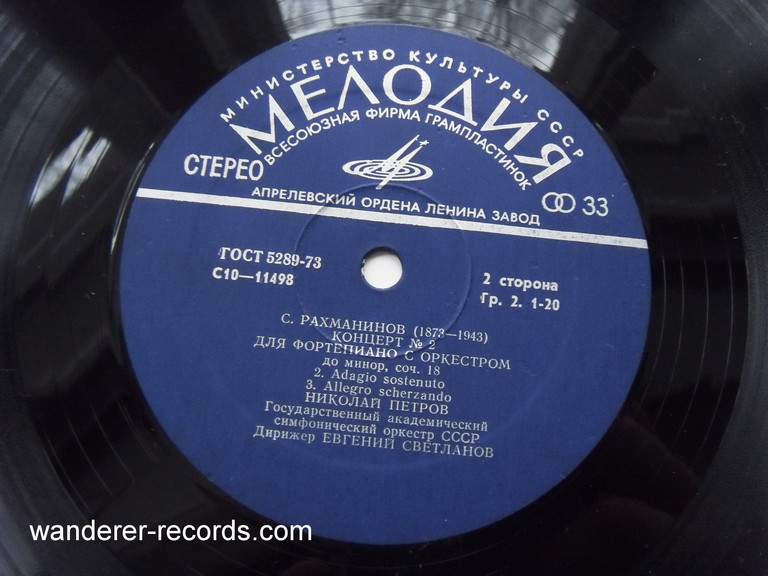 МИНИСТЕРСТВО КУЛЬТУРЫ СССР
МЕЛОДИЯ
ВСЕСОЮЗНАЯ ФИРМА ГРАМПЛАСТИНОК
СТЕРЕО
33
АПРЕЛЕВСКИЙ ОРДЕНА ЛЕНИНА ЗАВОД
ГОСТ 5289-73
С10—11498
2 сторона
Гр. 2. 1-20
С. РАХМАНИНОВ (1873—1943)
КОНЦЕРТ № 2
ДЛЯ ФОРТЕПИАНО С ОРКЕСТРОМ
до минор, соч. 18
2. Adagio sostenuto
3. Allegro scherzando
НИКОЛАЙ ПЕТРОВ
Государственный академический
симфонический оркестр СССР
Дирижер ЕВГЕНИЙ СВЕТЛАНОВ
wanderer-records.com